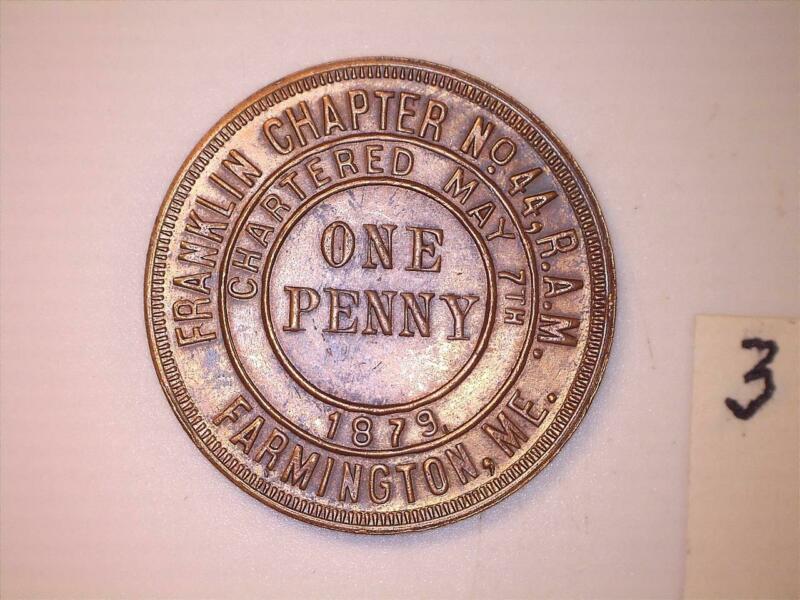 FRANKLIN CHAPTER No. 44, R.A.M.
FARMINGTON, ME.
CHARTERED MAY 7TH
1879.
ONE
PENNY
3